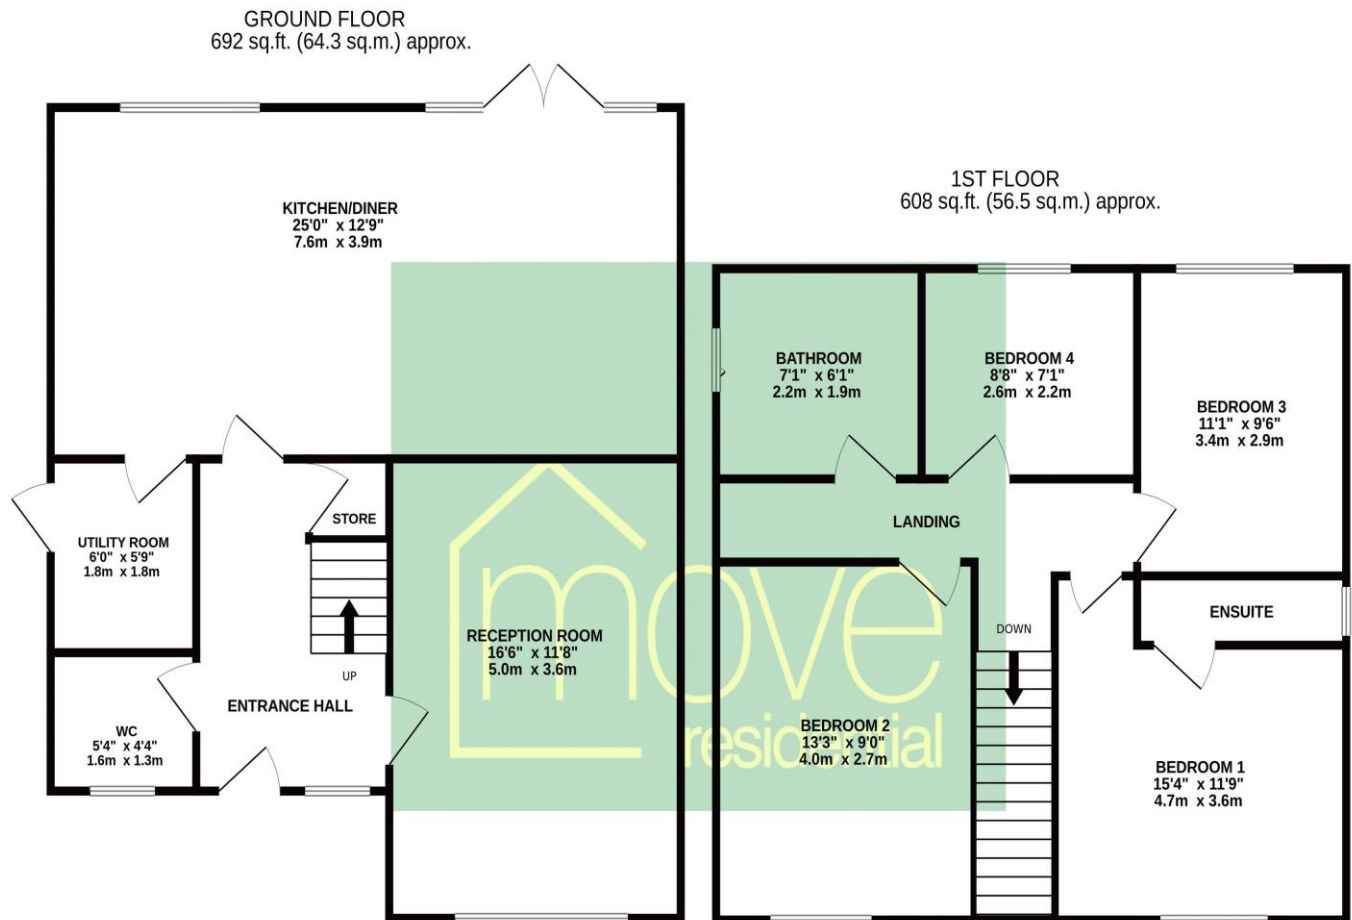 GROUND FLOOR
692 sq.ft. (64.3 sq.m.) approx.
KITCHEN/DINER
25'0" x 12'9"
7.6m x 3.9m
STORE
UTILITY ROOM
6'0" x 5'9"
1.8m x 1.8m
RECEPTION ROOM
16'6" x 11'8"
5.0m x 3.6m
UP
ENTRANCE HALL
WC
5'4" x 4'4"
1.6m x 1.3m
1ST FLOOR
608 sq.ft. (56.5 sq.m.) approx.
BATHROOM
7'1" x 6'1"
2.2m x 1.9m
BEDROOM 4
8'8" x 7'1"
2.6m x 2.2m
BEDROOM 3
11'1" x 9'6"
3.4m x 2.9m
LANDING
ENSUITE
DOWN
BEDROOM 2
13'3" x 9'0"
4.0m x 2.7m
BEDROOM 1
15'4" x 11'9"
4.7m x 3.6m
move
residential